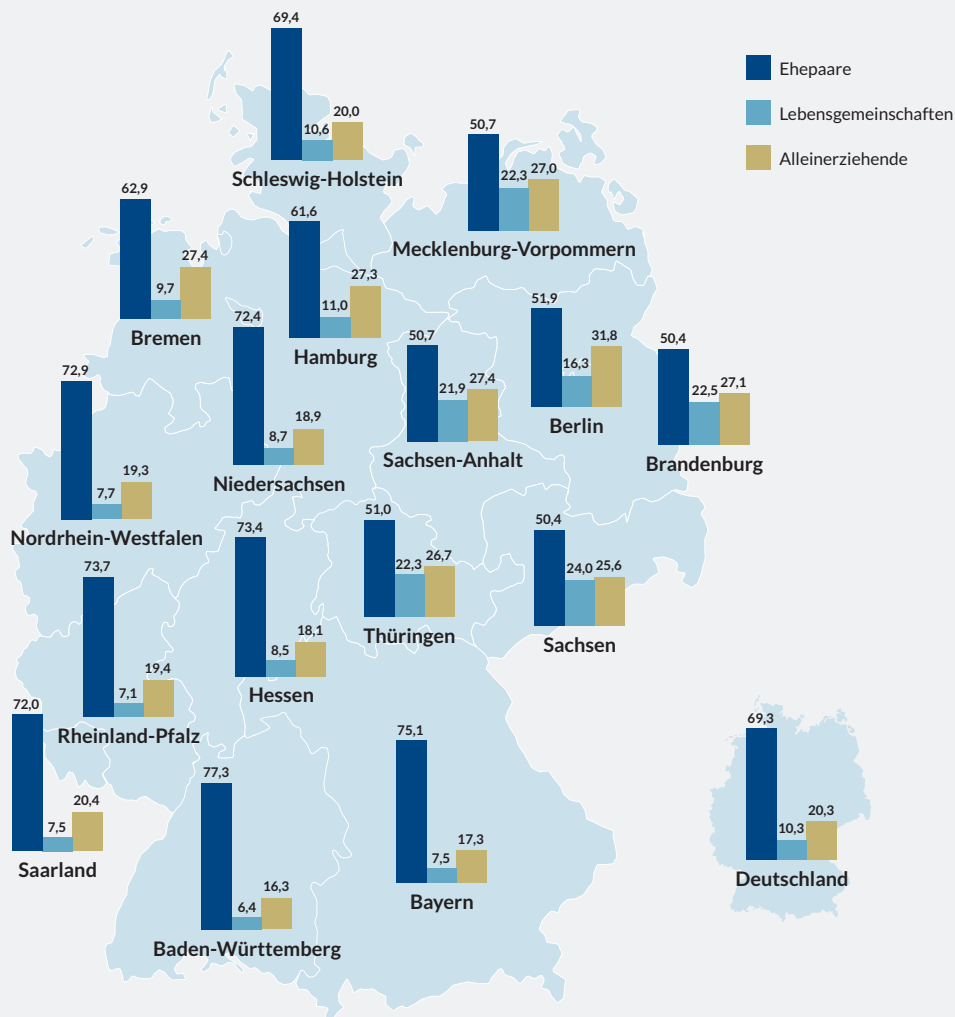 Ehepaare
Lebensgemeinschaften
Alleinerziehende
69,4
10,6
20,0
Schleswig-Holstein
50,7
22,3
27,0
Mecklenburg-Vorpommern
62,9
9,7
27,4
Bremen
61,6
11,0
27,3
Hamburg
72,4
8,7
18,9
Niedersachsen
50,7
21,9
27,4
Sachsen-Anhalt
51,9
16,3
31,8
Berlin
50,4
22,5
27,1
Brandenburg
72,9
7,7
19,3
Nordrhein-Westfalen
73,4
8,5
18,1
Hessen
51,0
22,3
26,7
Thüringen
50,4
24,0
25,6
Sachsen
73,7
7,1
19,4
Rheinland-Pfalz
72,0
7,5
20,4
Saarland
77,3
6,4
16,3
Baden-Württemberg
75,1
7,5
17,3
Bayern
69,3
10,3
20,3
Deutschland